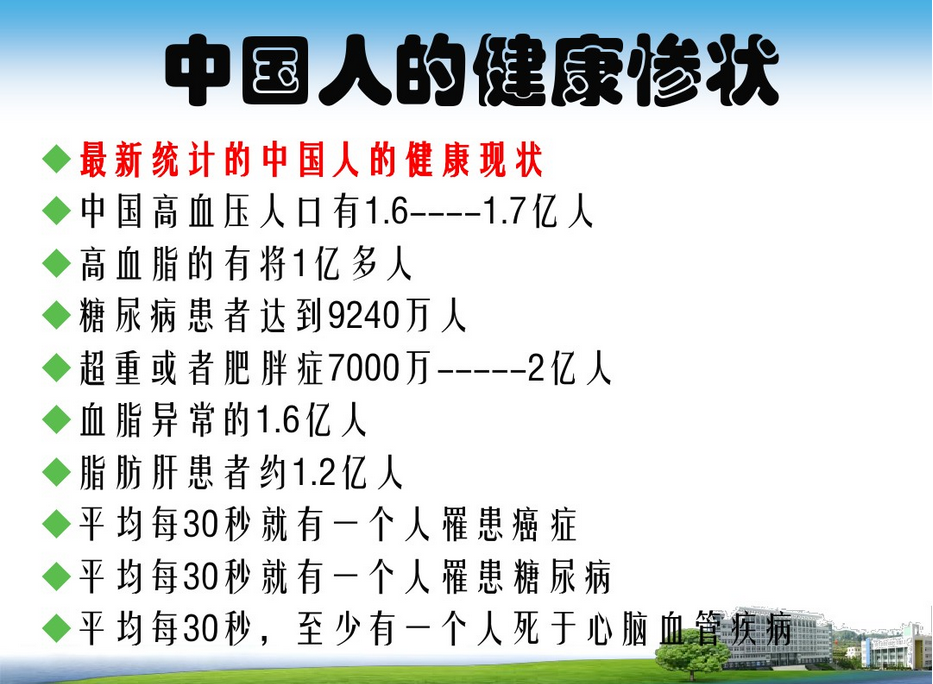 中国人的健康惨状
最新统计的中国人的健康现状
中国高血压人口有1.6----1.7亿人
高血脂的有将1亿多人
糖尿病患者达到9240万人
超重或者肥胖症7000万-----2亿人
血脂异常的1.6亿人
脂肪肝患者约1.2亿人
平均每30秒就有一个人罹患癌症
平均每30秒就有一个人罹患糖尿病
平均每30秒，至少有一个人死于心脑血管疾病